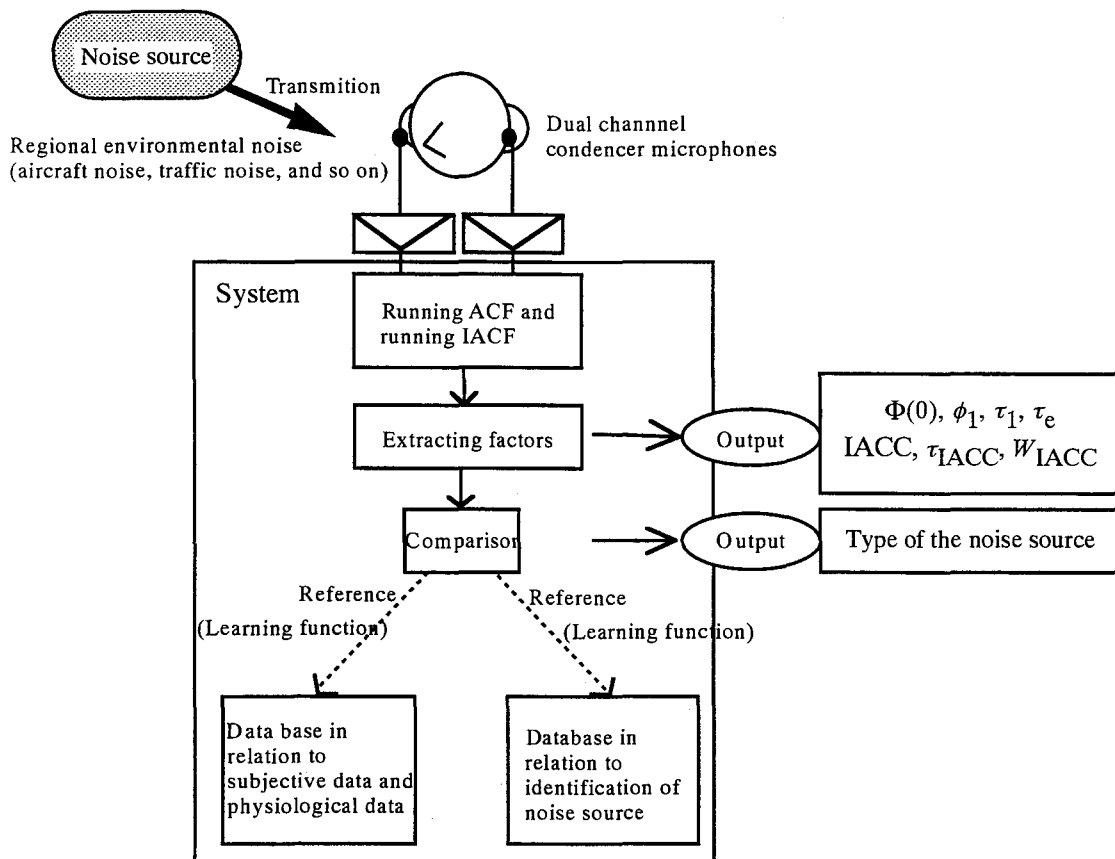 Noise source
Transmition
Regional environmental noise
(aircraft noise, traffic noise, and so on)
Dual channnel
condencer microphones
System
Running ACF and
running IACF
Extracting factors
Output
Φ(0), ϕ1, τ1, τe
IACC, τIACC, WIACC
Comparison
Output
Type of the noise source
Reference
(Learning function)
Reference
(Learning function)
Data base in
relation to
subjective data and
physiological data
Database in
relation to
identification of
noise source